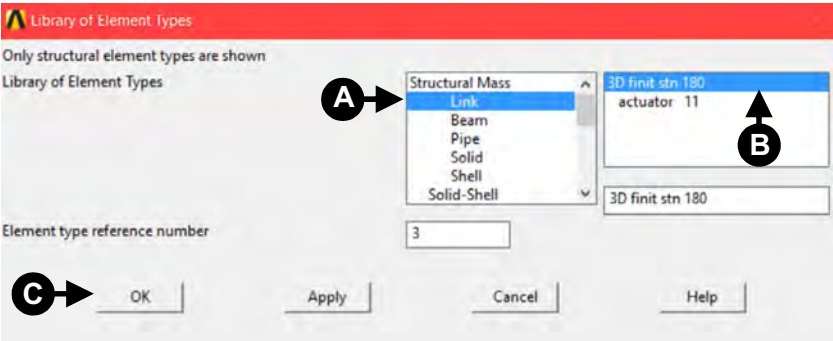 Library of Element Types
Only structural element types are shown
Library of Element Types
Structural Mass
Link
Beam
Pipe
Solid
Shell
Solid-Shell
3D finit stn 180
actuator 11
3D finit stn 180
Element type reference number
3
A
B
C
OK
Apply
Cancel
Help